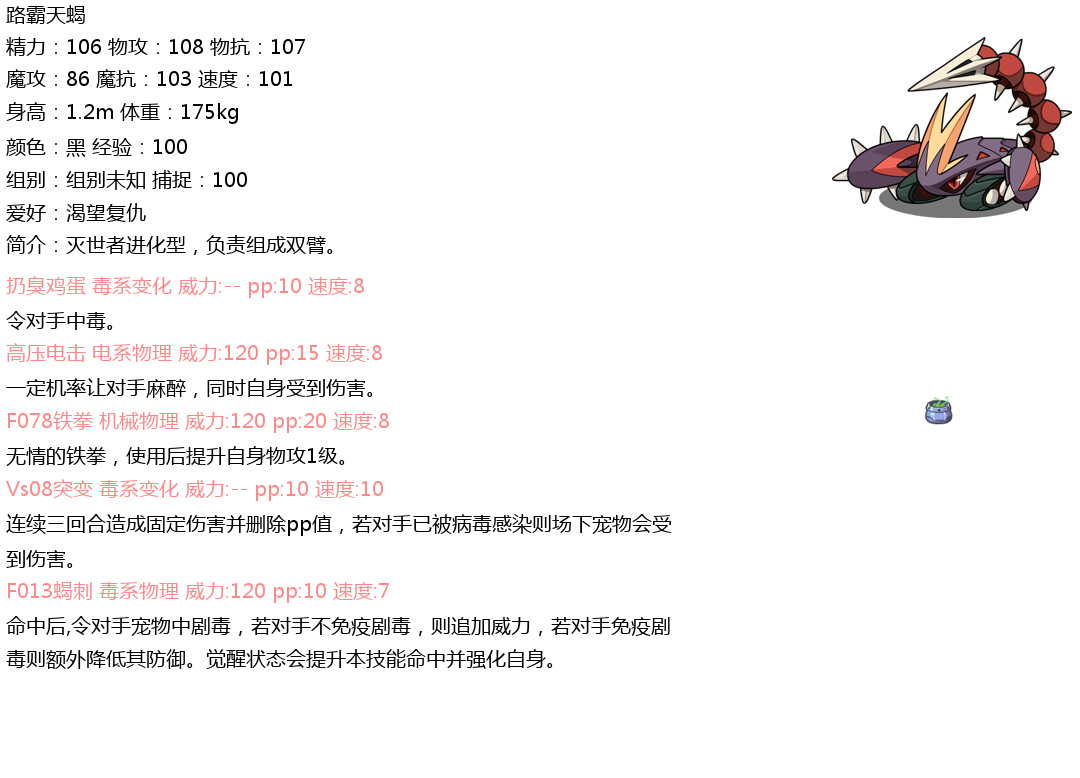 路霸天蝎
精力：106 物攻：108 物抗：107
魔攻：86 魔抗：103 速度：101
身高：1.2m 体重：175kg
颜色：黑 经验：100
组别：组别未知 捕捉：100
爱好：渴望复仇
简介：灭世者进化型，负责组成双臂。
扔臭鸡蛋 毒系变化 威力:-- pp:10 速度:8
令对手中毒。
高压电击 电系物理 威力:120 pp:15 速度:8
一定机率让对手麻醉，同时自身受到伤害。
F078铁拳 机械物理 威力:120 pp:20 速度:8
无情的铁拳，使用后提升自身物攻1级。
Vs08突变 毒系变化 威力:-- pp:10 速度:10
连续三回合造成固定伤害并删除pp值，若对手已被病毒感染则场下宠物会受
到伤害。
F013蝎刺 毒系物理 威力:120 pp:10 速度:7
命中后,令对手宠物中剧毒，若对手不免疫剧毒，则追加威力，若对手免疫剧
毒则额外降低其防御。觉醒状态会提升本技能命中并强化自身。